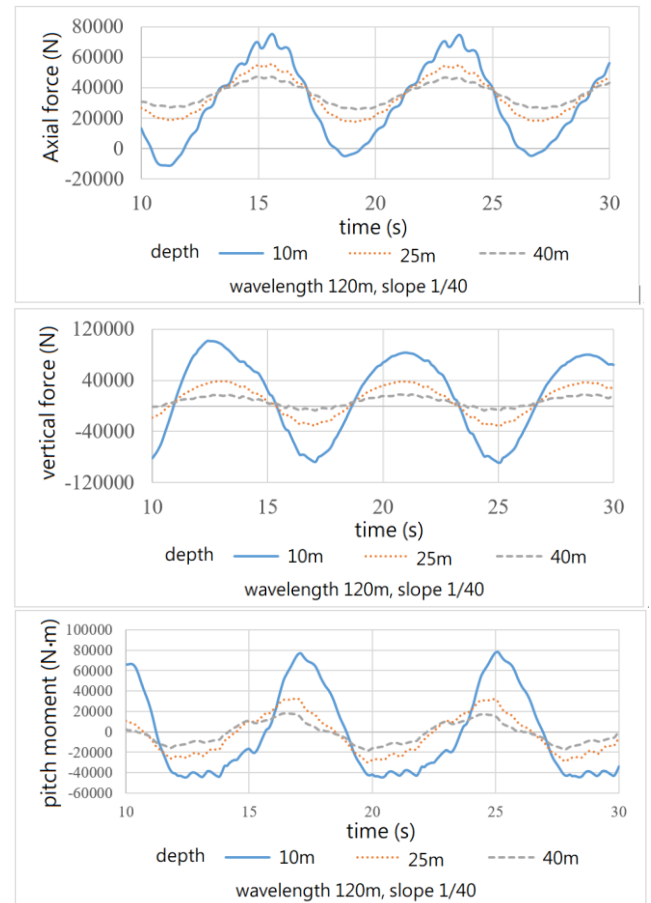 Axial force (N)
80000
60000
40000
20000
0
-20000
10 15 20 25 30
time (s)
depth 10m 25m 40m
wavelength 120m, slope 1/40
vertical force (N)
120000
40000
-40000
-120000
10 15 20 25 30
time (s)
depth 10m 25m 40m
wavelength 120m, slope 1/40
pitch moment (N·m)
100000
80000
60000
40000
20000
0
-20000
-40000
-60000
10 15 20 25 30
time (s)
depth 10m 25m 40m
wavelength 120m, slope 1/40